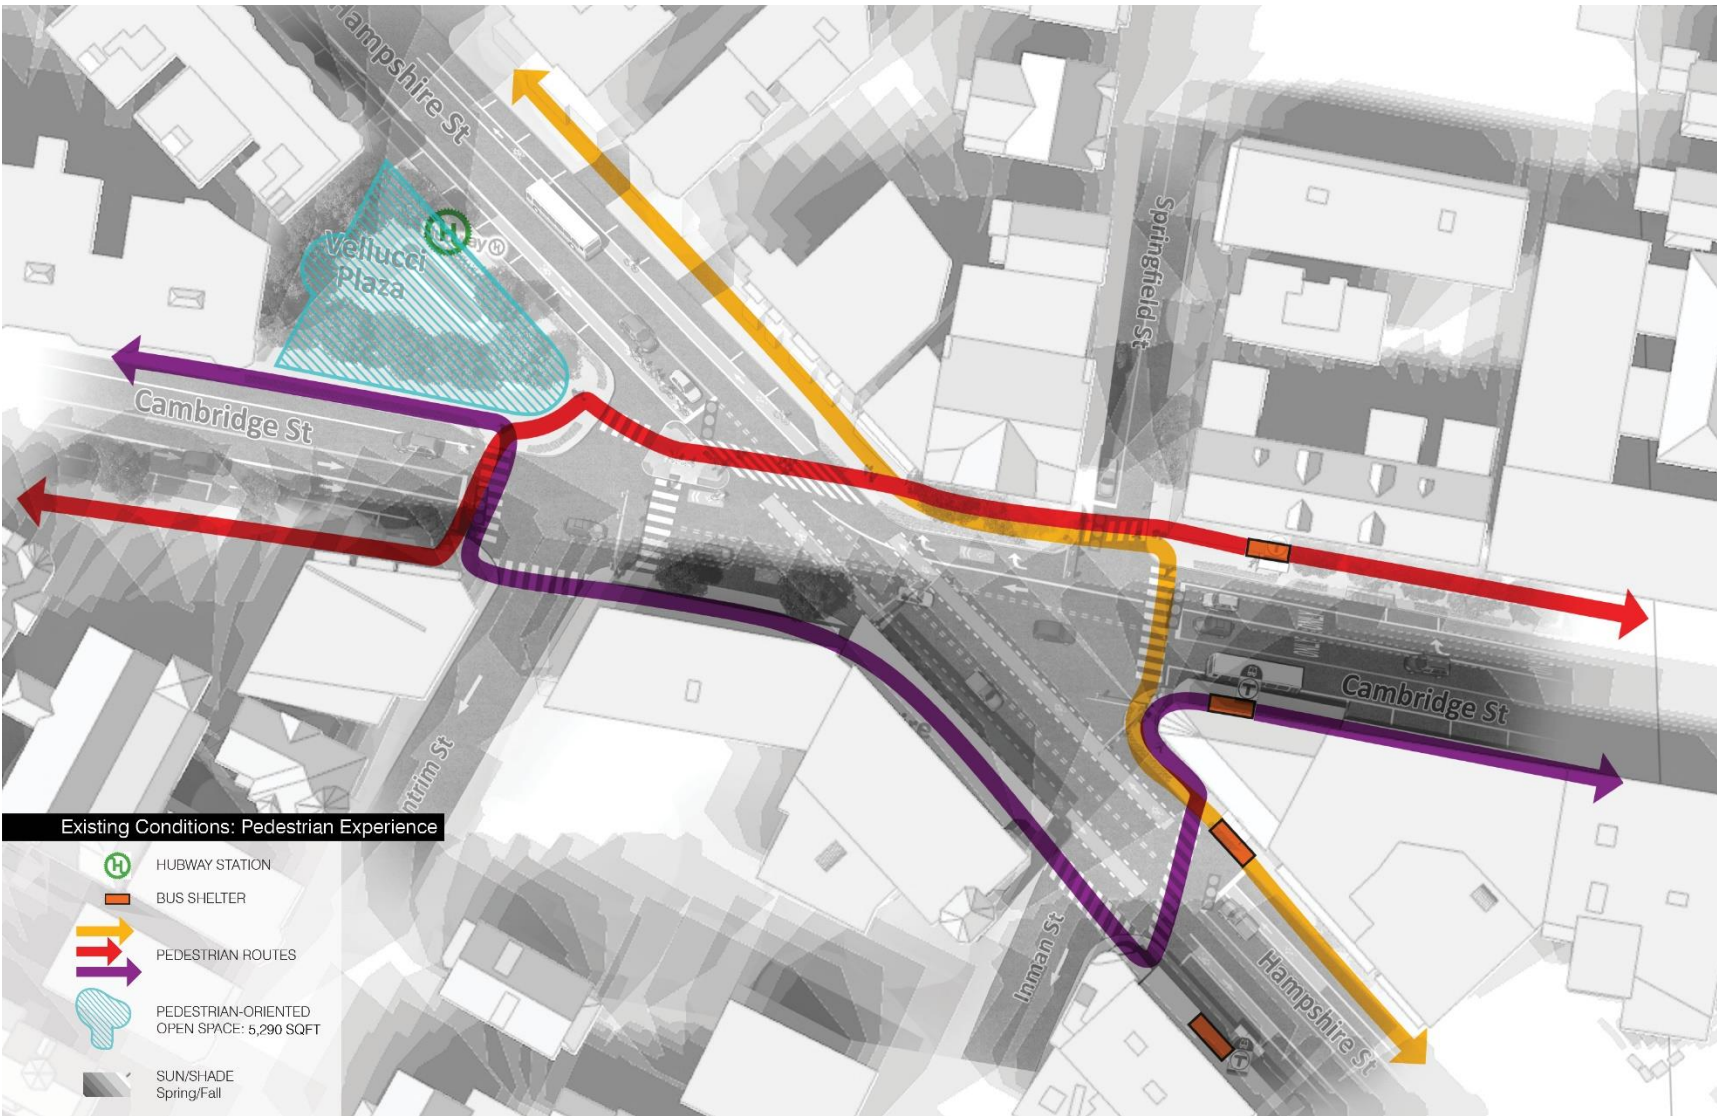 Hampshire St
Springfield St
H
Vellucci
Plaza
Cambridge St
Cambridge St
T
ntrim St
Inman St
Hampshire St
T
Existing Conditions: Pedestrian Experience
H
HUBWAY STATION
BUS SHELTER
PEDESTRIAN ROUTES
PEDESTRIAN-ORIENTED
OPEN SPACE: 5,290 SQFT
SUN/SHADE
Spring/Fall